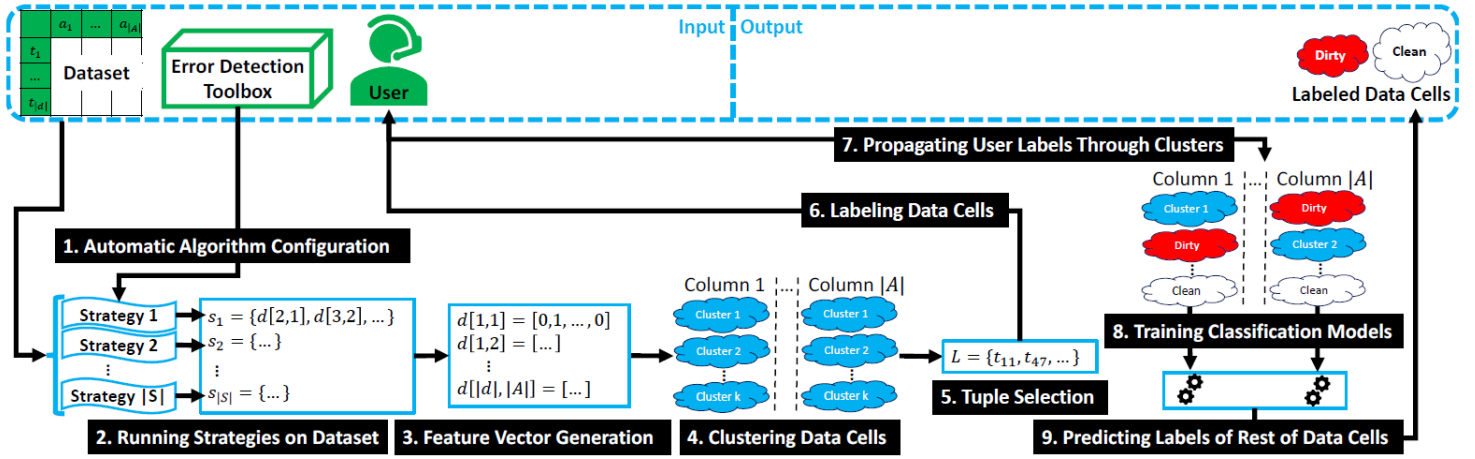 a₁ ... a|A|
t₁
...
t|d|
Dataset
Error Detection
Toolbox
User
Input
Output
Dirty
Clean
Labeled Data Cells
7. Propagating User Labels Through Clusters
6. Labeling Data Cells
1. Automatic Algorithm Configuration
Column 1 ... Column |A|
Cluster 1
Dirty
Dirty
Cluster 2
⋮
⋮
Clean
Clean
Strategy 1
Strategy 2
⋮
Strategy |S|
s₁ = {d[2,1], d[3,2], ...}
s₂ = {...}
⋮
s|S| = {...}
d[1,1] = [0,1, ..., 0]
d[1,2] = [...]
⋮
d[|d|, |A|] = [...]
Column 1 ... Column |A|
Cluster 1
Cluster 1
Cluster 2
Cluster 2
⋮
⋮
Cluster k
Cluster k
L = {t₁₁, t₄₇, ...}
8. Training Classification Models
2. Running Strategies on Dataset
3. Feature Vector Generation
4. Clustering Data Cells
5. Tuple Selection
9. Predicting Labels of Rest of Data Cells